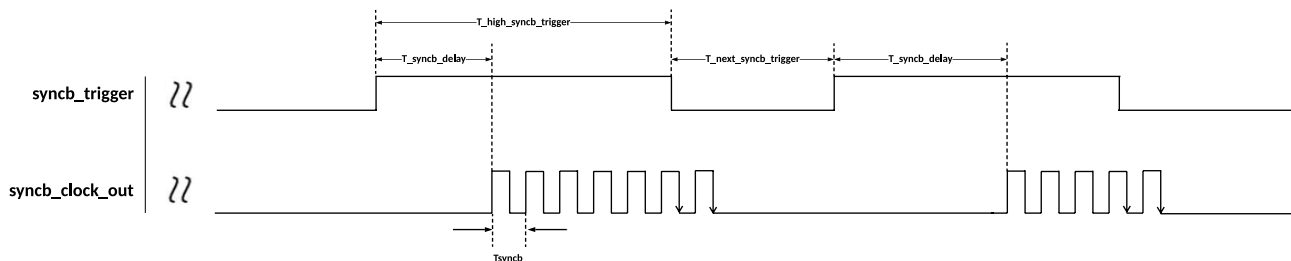 T_high_syncb_trigger
T_syncb_delay
T_next_syncb_trigger
T_syncb_delay
syncb_trigger
syncb_clock_out
Tsyncb